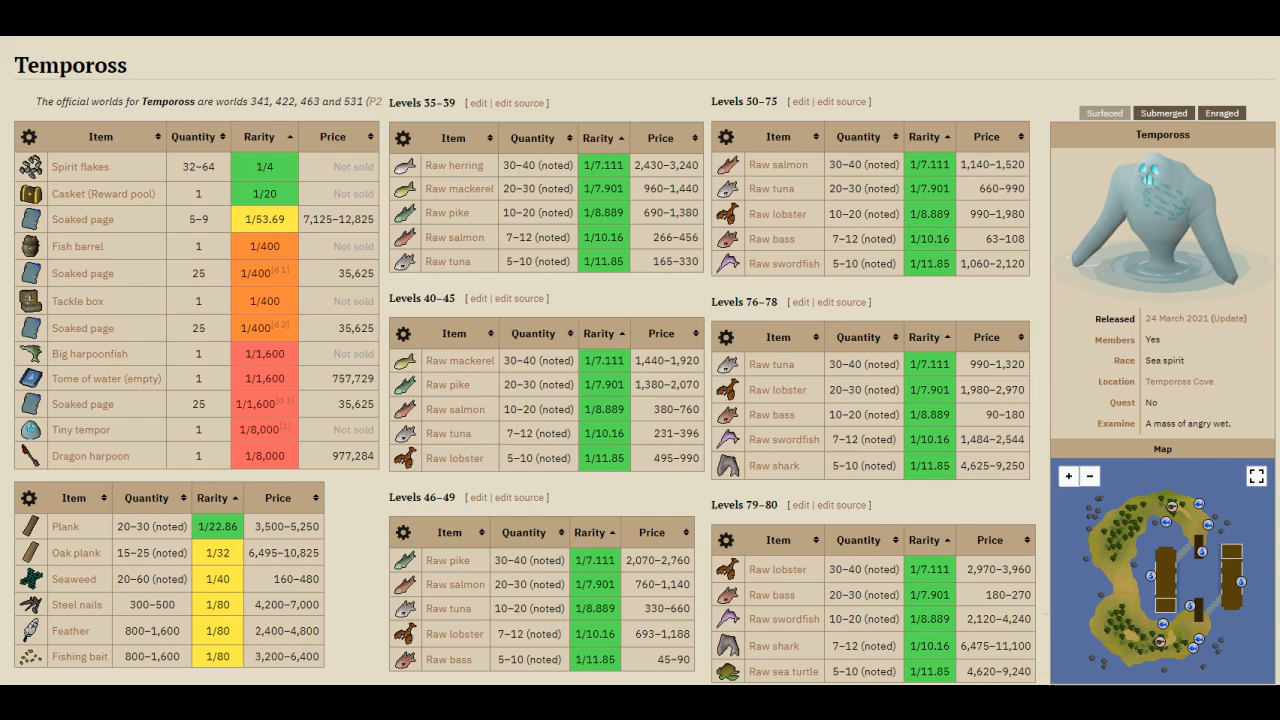 Tempoross
The official worlds for Tempoross are worlds 341, 422, 463 and 531 (P2
Item Quantity Rarity Price
Spirit flakes 32–64 1/4 Not sold
Casket (Reward pool) 1 1/20 Not sold
Soaked page 5–9 1/53.69 7,125–12,825
Fish barrel 1 1/400 Not sold
Soaked page 25 1/400[d 1] 35,625
Tackle box 1 1/400 Not sold
Soaked page 25 1/400[d 2] 35,625
Big harpoonfish 1 1/1,600 Not sold
Tome of water (empty) 1 1/1,600 757,729
Soaked page 25 1/1,600[d 3] 35,625
Tiny tempor 1 1/8,000[1] Not sold
Dragon harpoon 1 1/8,000 977,284
Item Quantity Rarity Price
Plank 20–30 (noted) 1/22.86 3,500–5,250
Oak plank 15–25 (noted) 1/32 6,495–10,825
Seaweed 20–60 (noted) 1/40 160–480
Steel nails 300–500 1/80 4,200–7,000
Feather 800–1,600 1/80 2,400–4,800
Fishing bait 800–1,600 1/80 3,200–6,400
Levels 35–39 [ edit | edit source ]
Item Quantity Rarity Price
Raw herring 30–40 (noted) 1/7.111 2,430–3,240
Raw mackerel 20–30 (noted) 1/7.901 960–1,440
Raw pike 10–20 (noted) 1/8.889 690–1,380
Raw salmon 7–12 (noted) 1/10.16 266–456
Raw tuna 5–10 (noted) 1/11.85 165–330
Levels 40–45 [ edit | edit source ]
Item Quantity Rarity Price
Raw mackerel 30–40 (noted) 1/7.111 1,440–1,920
Raw pike 20–30 (noted) 1/7.901 1,380–2,070
Raw salmon 10–20 (noted) 1/8.889 380–760
Raw tuna 7–12 (noted) 1/10.16 231–396
Raw lobster 5–10 (noted) 1/11.85 495–990
Levels 46–49 [ edit | edit source ]
Item Quantity Rarity Price
Raw pike 30–40 (noted) 1/7.111 2,070–2,760
Raw salmon 20–30 (noted) 1/7.901 760–1,140
Raw tuna 10–20 (noted) 1/8.889 330–660
Raw lobster 7–12 (noted) 1/10.16 693–1,188
Raw bass 5–10 (noted) 1/11.85 45–90
Levels 50–75 [ edit | edit source ]
Item Quantity Rarity Price
Raw salmon 30–40 (noted) 1/7.111 1,140–1,520
Raw tuna 20–30 (noted) 1/7.901 660–990
Raw lobster 10–20 (noted) 1/8.889 990–1,980
Raw bass 7–12 (noted) 1/10.16 63–108
Raw swordfish 5–10 (noted) 1/11.85 1,060–2,120
Levels 76–78 [ edit | edit source ]
Item Quantity Rarity Price
Raw tuna 30–40 (noted) 1/7.111 990–1,320
Raw lobster 20–30 (noted) 1/7.901 1,980–2,970
Raw bass 10–20 (noted) 1/8.889 90–180
Raw swordfish 7–12 (noted) 1/10.16 1,484–2,544
Raw shark 5–10 (noted) 1/11.85 4,625–9,250
Levels 79–80 [ edit | edit source ]
Item Quantity Rarity Price
Raw lobster 30–40 (noted) 1/7.111 2,970–3,960
Raw bass 20–30 (noted) 1/7.901 180–270
Raw swordfish 10–20 (noted) 1/8.889 2,120–4,240
Raw shark 7–12 (noted) 1/10.16 6,475–11,100
Raw sea turtle 5–10 (noted) 1/11.85 4,620–9,240
Surfaced Submerged Enraged
Tempoross
Released 24 March 2021 (Update)
Members Yes
Race Sea spirit
Location Tempoross Cove
Quest No
Examine A mass of angry wet.
Map
+ −